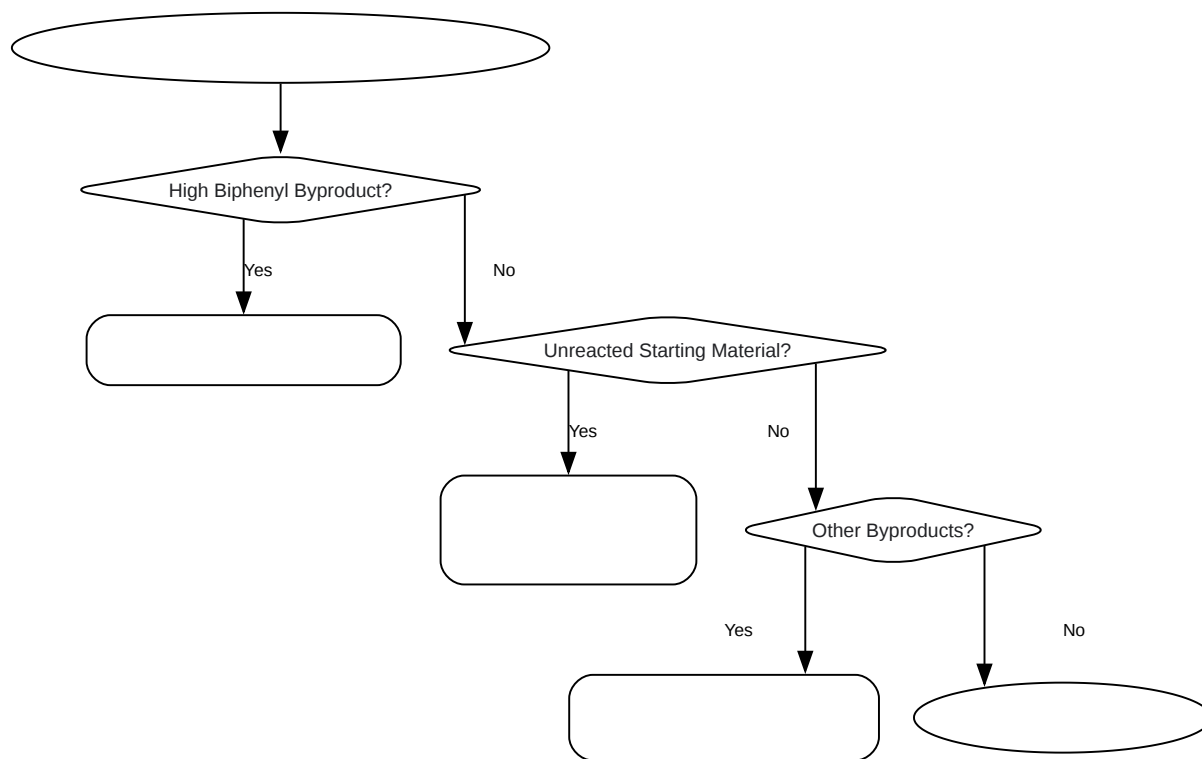 High Biphenyl Byproduct?
Yes
No
Unreacted Starting Material?
Yes
No
Other Byproducts?
Yes
No